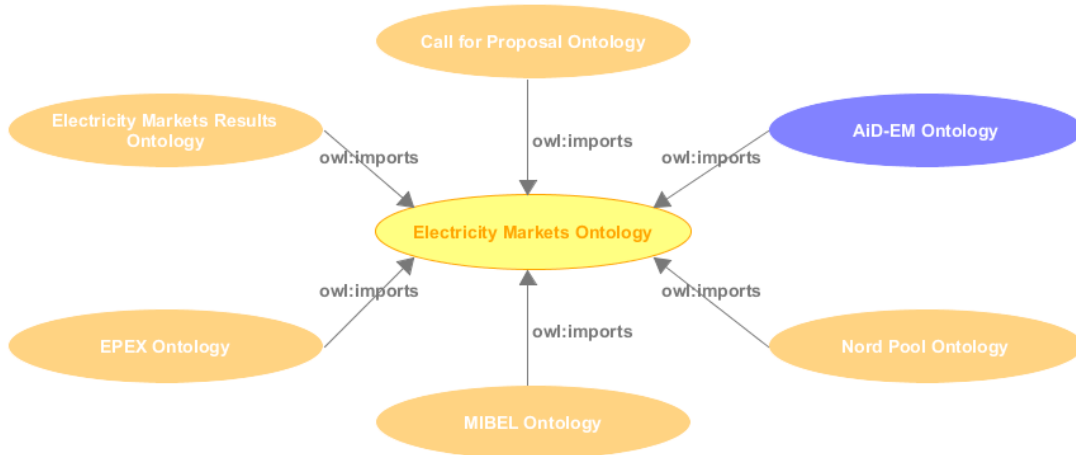 Call for Proposal Ontology
Electricity Markets Results
Ontology
AiD-EM Ontology
owl:imports
owl:imports
owl:imports
Electricity Markets Ontology
owl:imports
owl:imports
owl:imports
EPEX Ontology
Nord Pool Ontology
MIBEL Ontology